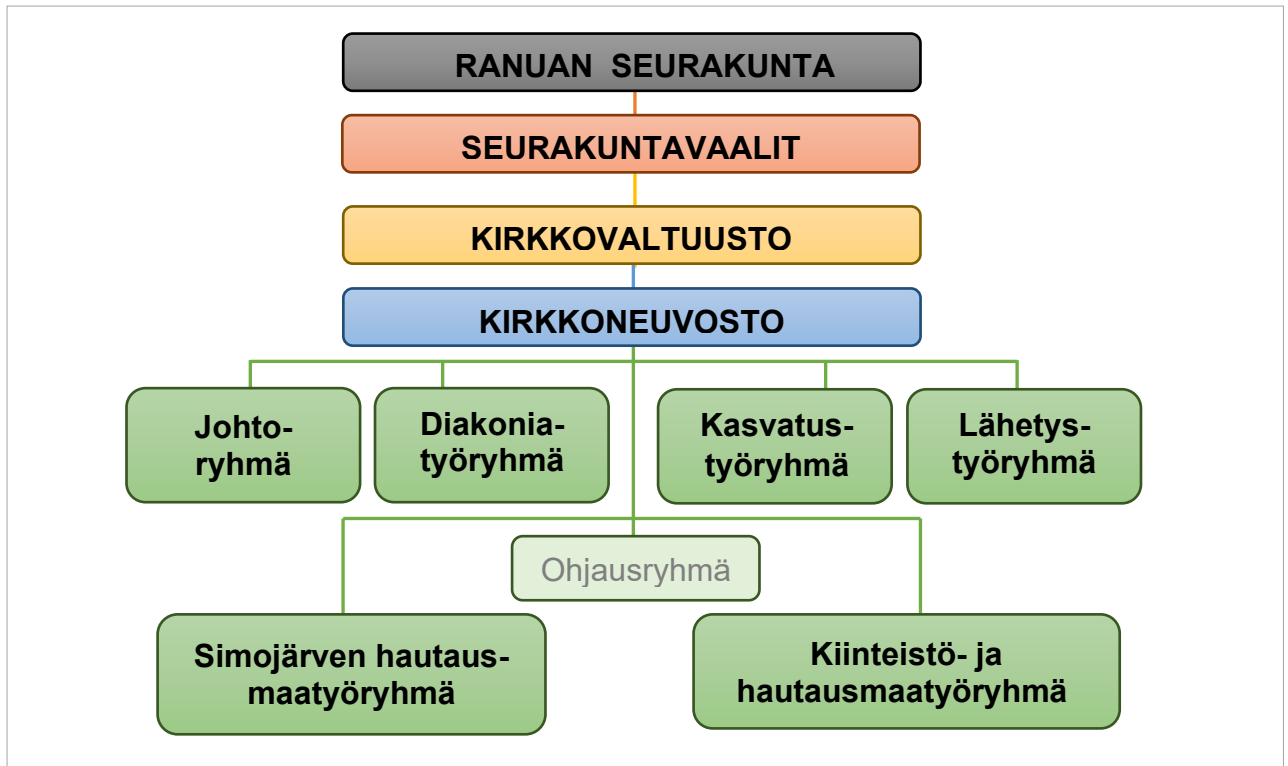 RANUAN SEURAKUNTA
SEURAKUNTAVAALIT
KIRKKOVALTUUSTO
KIRKKONEUVOSTO
Johto-
ryhmä
Diakonia-
työryhmä
Kasvatus-
työryhmä
Lähetys-
työryhmä
Ohjausryhmä
Simojärven hautaus-
maatyöryhmä
Kiinteistö- ja
hautausmaatyöryhmä